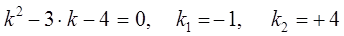 k² − 3·k − 4 = 0, k₁ = −1, k₂ = +4